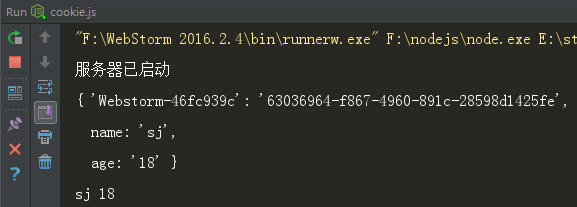 Run cookie.js
"F:\WebStorm 2016.2.4\bin\runnerw.exe" F:\nodejs\node.exe E:\st
服务器已启动
{ 'Webstorm-46fc939c': '63036964-f867-4960-891c-28598d1425fe',
name: 'sj',
age: '18' }
sj 18